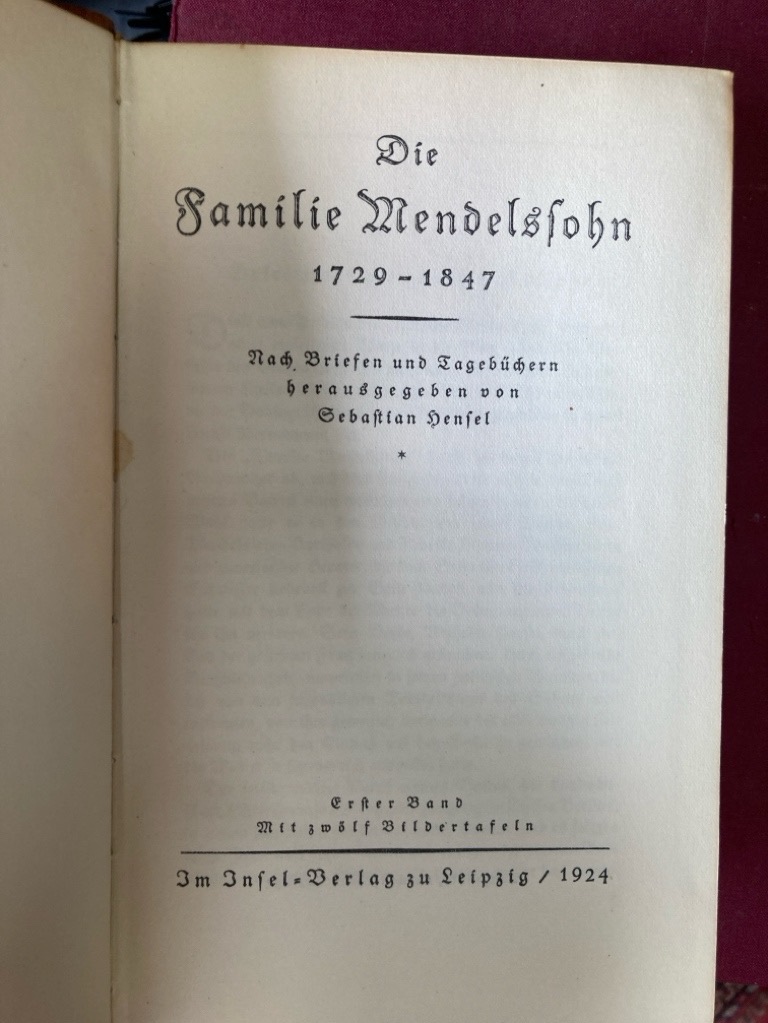 Die
Familie Mendelsſohn
1729-1847
Nach Briefen und Tagebüchern
herausgegeben von
Sebaſtian Henſel
*
Erſter Band
Mit zwölf Bildertafeln
Im Inſel-Verlag zu Leipzig / 1924